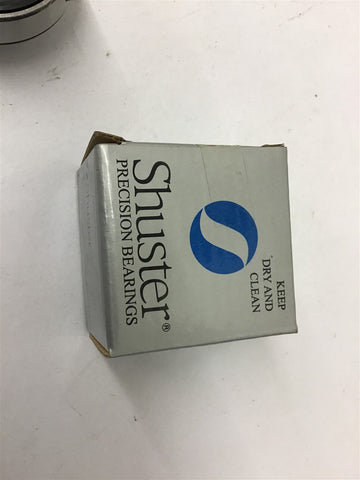 Shuster®
PRECISION BEARINGS
KEEP
DRY AND
CLEAN